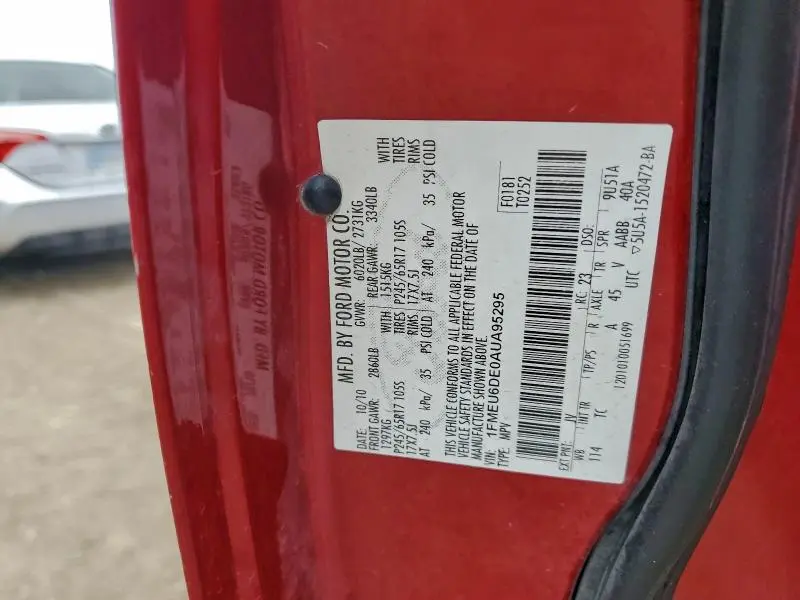 MFD. BY FORD MOTOR CO.
DATE: 10/10 GVWR: 6020LB/ 2731KG
FRONT GAWR: 2860LB REAR GAWR: 3340LB
1297KG WITH 1515KG WITH
P245/65R17 105S TIRES P245/65R17 105S TIRES
17X7.5J RIMS 17X7.5J RIMS
AT 240 kPa/ 35 PSI COLD AT 240 kPa/ 35 PSI COLD
THIS VEHICLE CONFORMS TO ALL APPLICABLE FEDERAL MOTOR
VEHICLE SAFETY STANDARDS IN EFFECT ON THE DATE OF
MANUFACTURE SHOWN ABOVE.
VIN: 1FMEU6DE0AUA95295
TYPE: MPV
F0181
T0252
EXT PNT: JV RC: 23 DSO:
WB INT TR TP/PS R AXLE TR SPR 9U51A
114 TC A 45 V AABB 40A
1201010051699 UTC ▽5U5A-1520472-BA